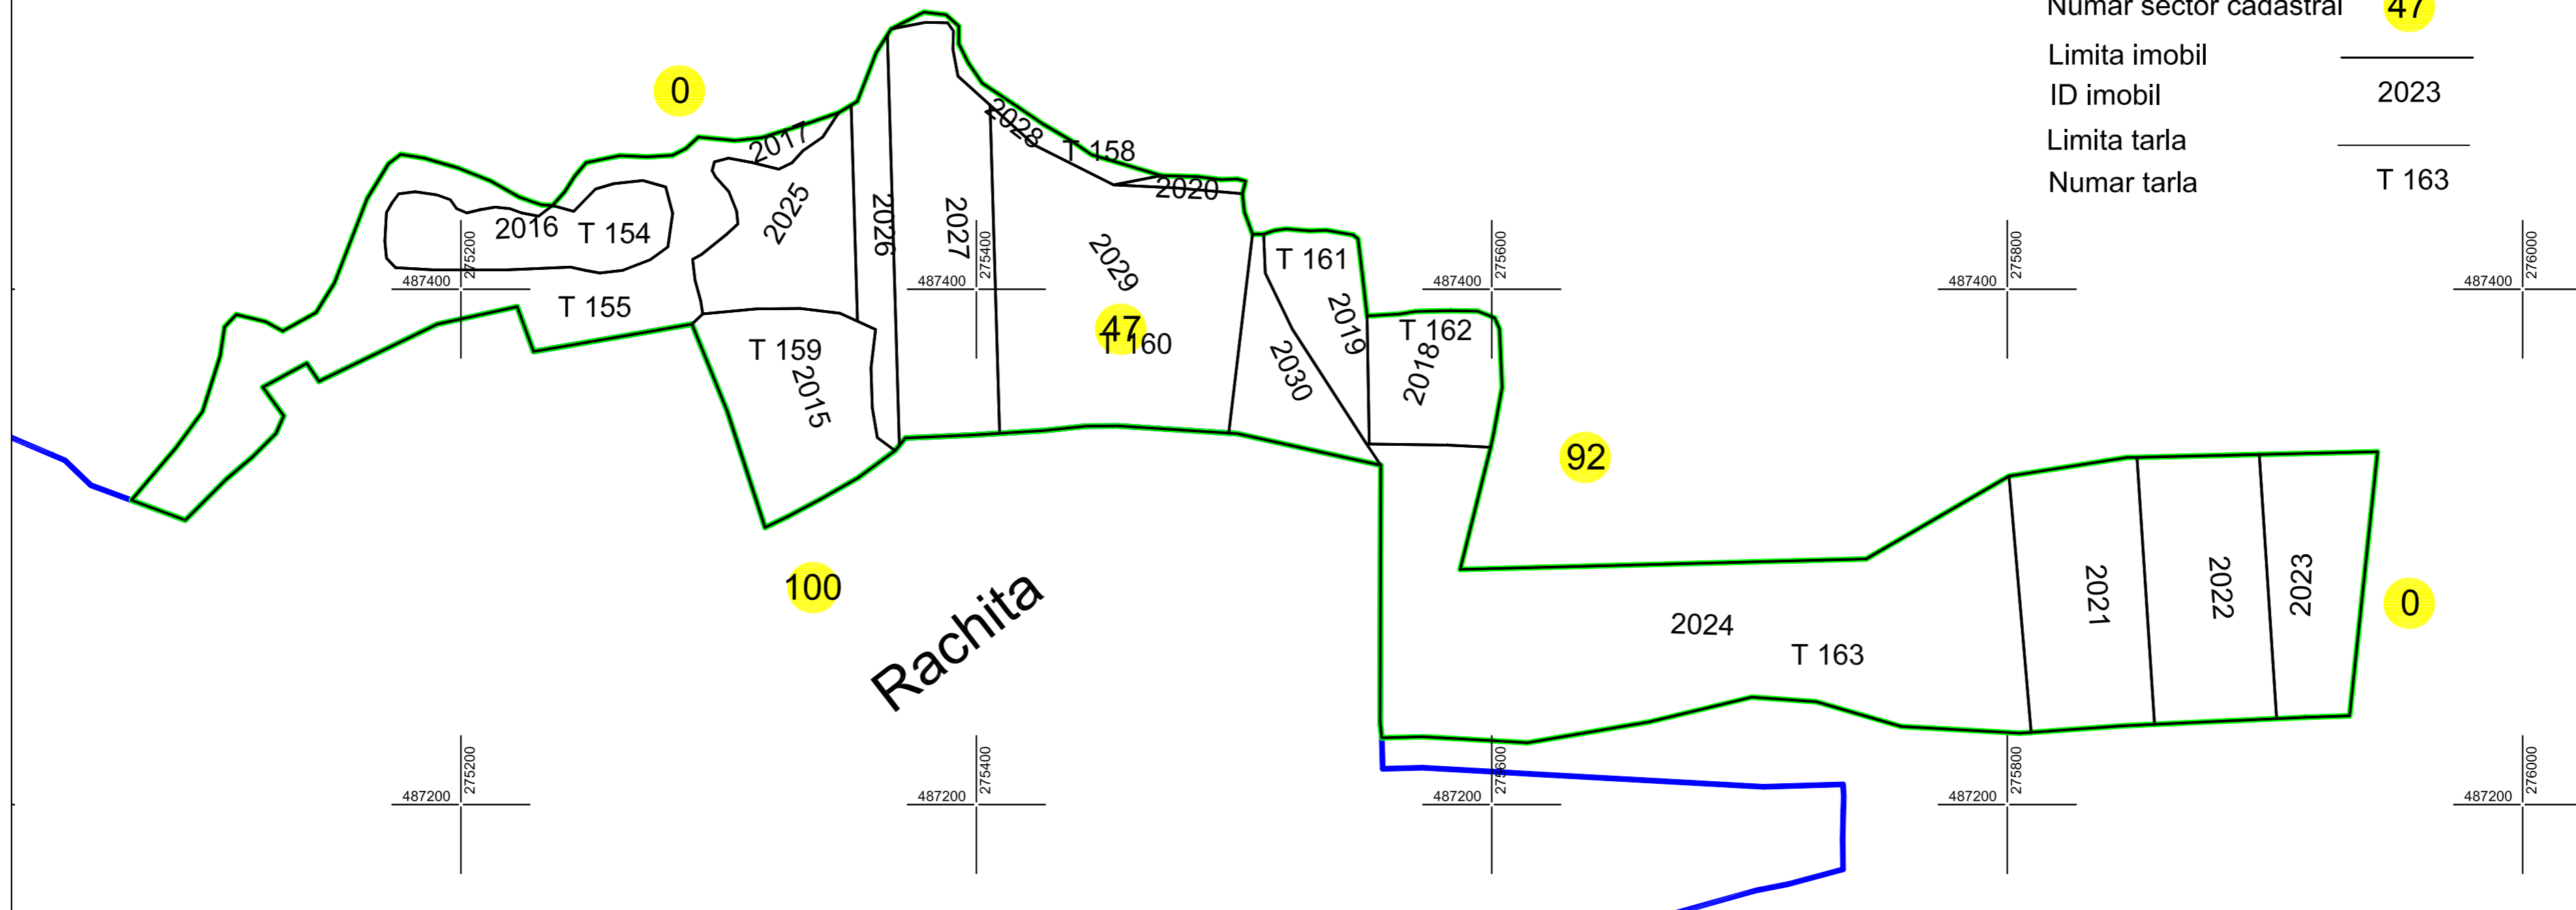 Numar sector cadastral 47
Limita imobil
ID imobil 2023
Limita tarla
Numar tarla T 163
0
2017
2028
T 158
2020
2025
2026
2027
2016
T 154
2029
T 161
275200
275400
275600
275800
276000
487400
487400
487400
487400
487400
T 155
47
T 160
2019
T 162
T 159
2015
2030
2018
92
100
Rachita
2024
T 163
2021
2022
2023
0
275200
275400
275600
275800
276000
487200
487200
487200
487200
487200